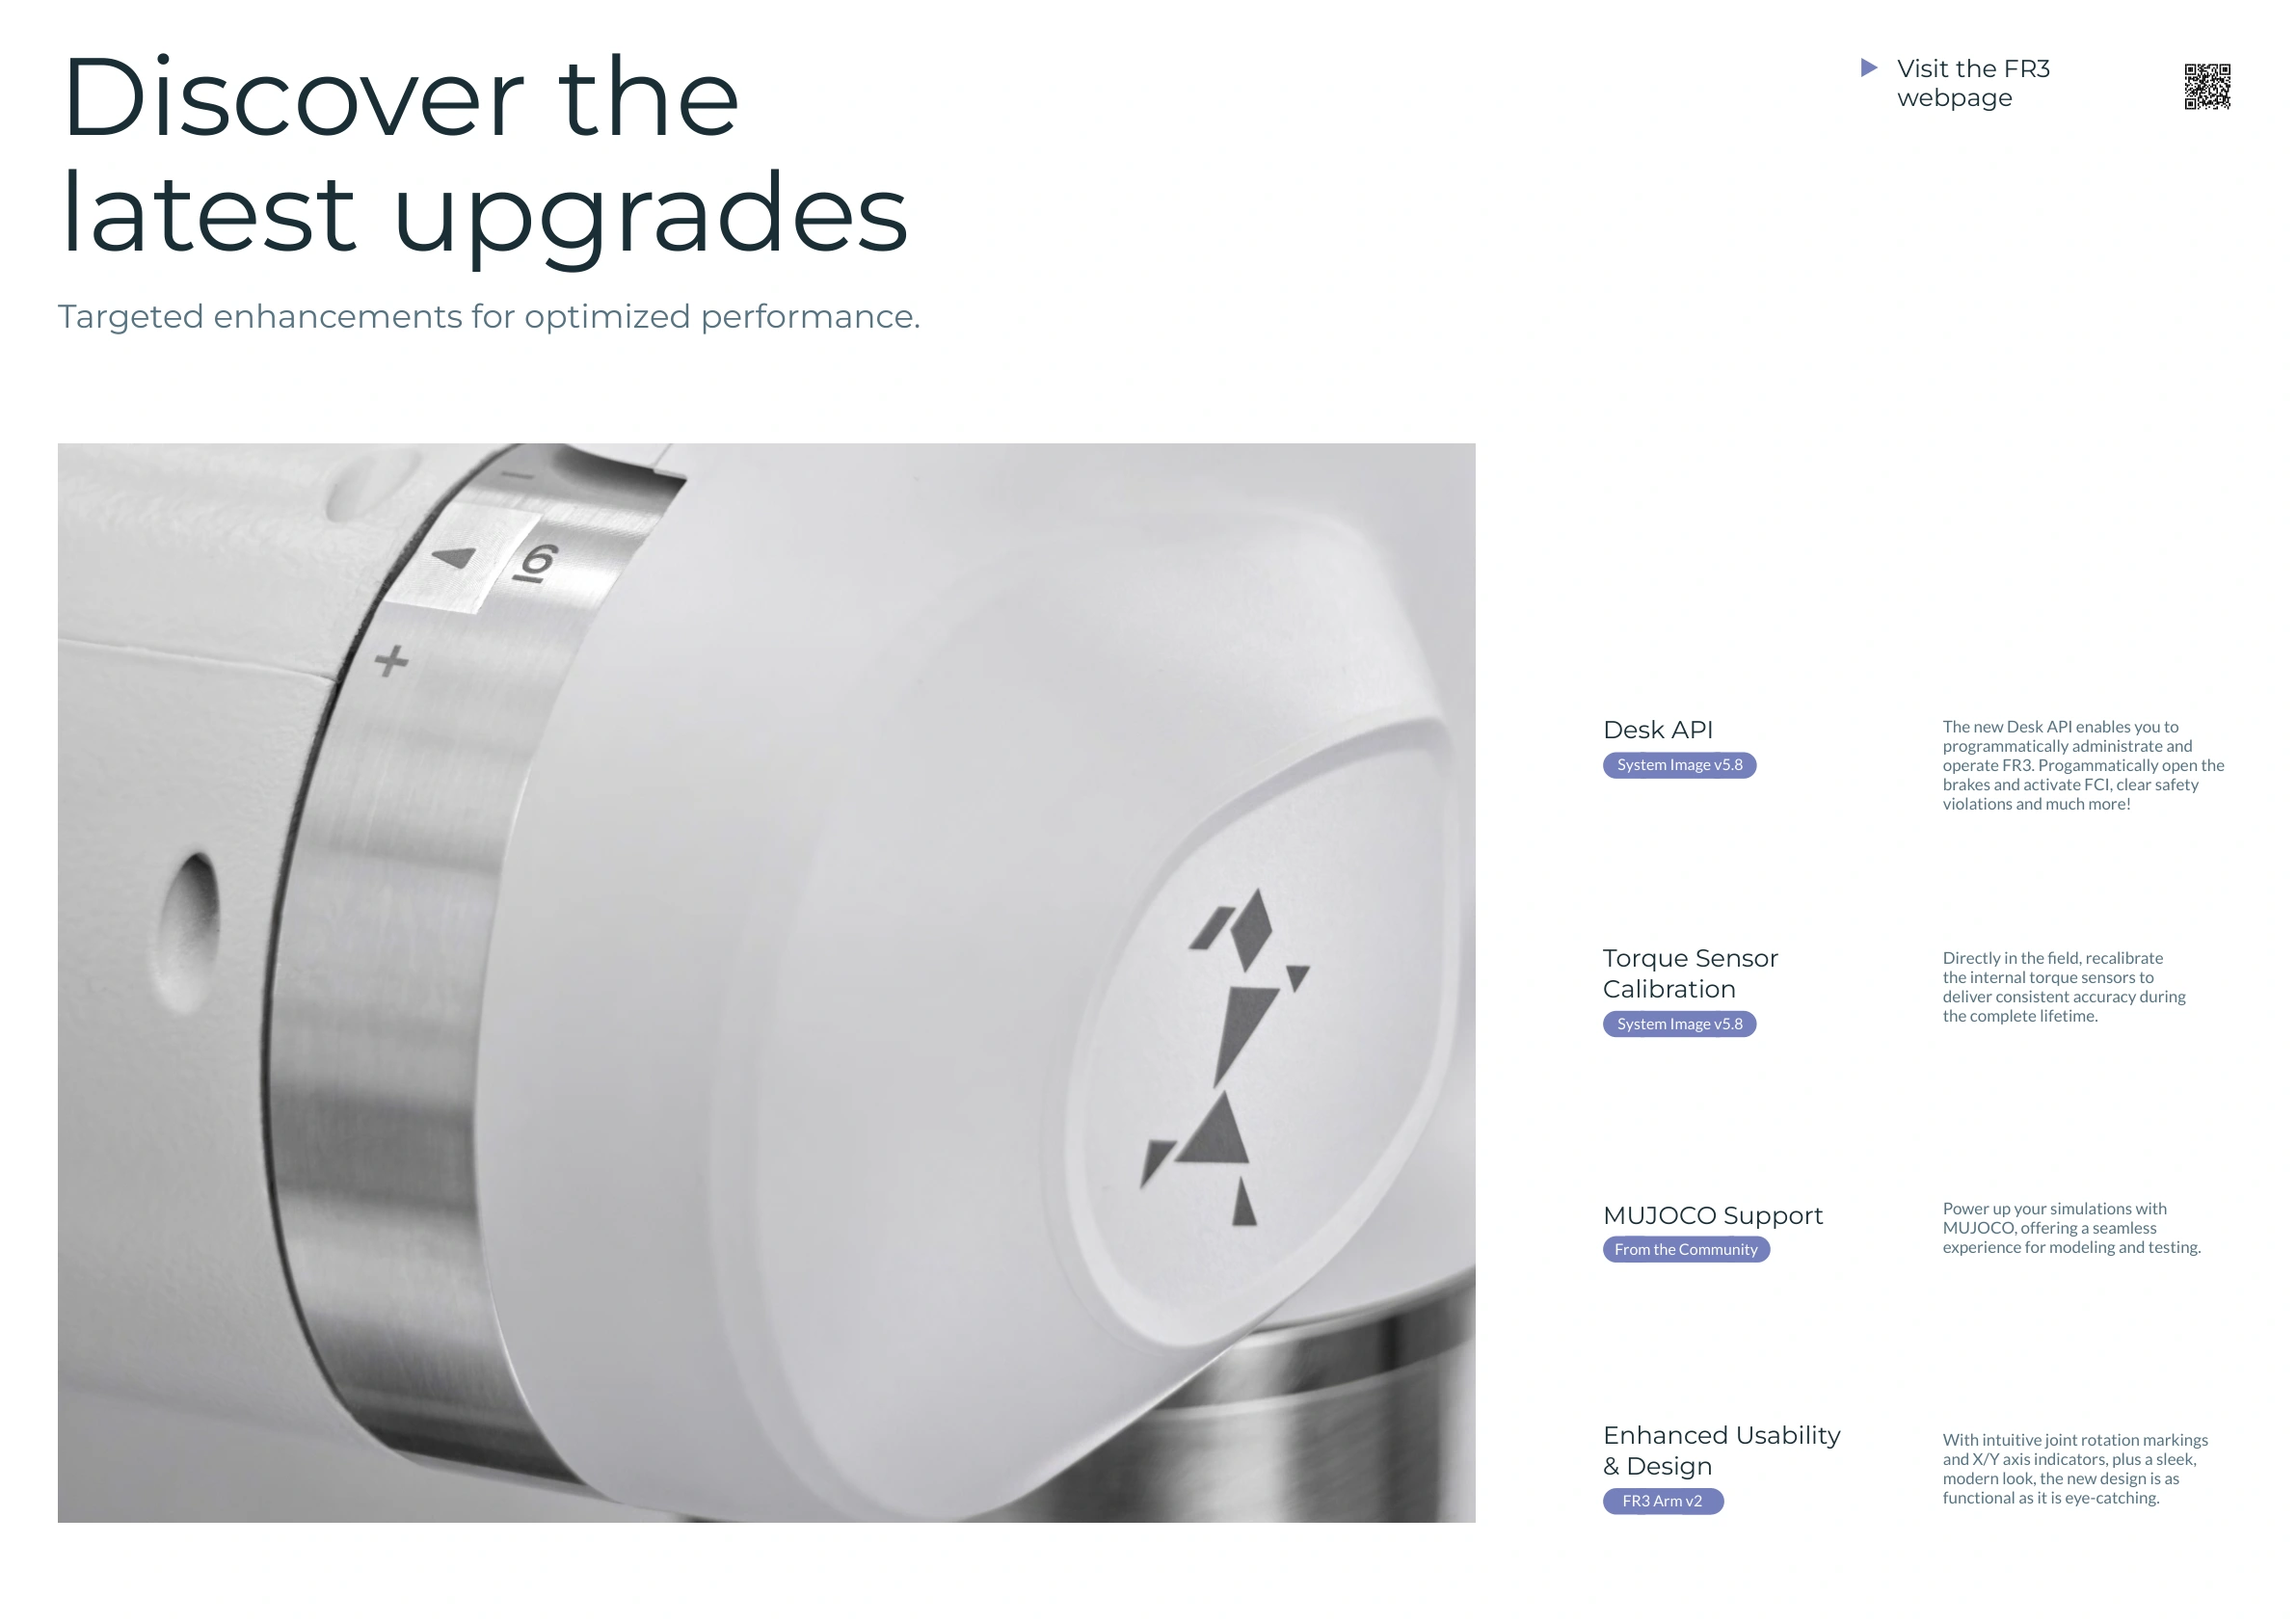 Discover the
latest upgrades
Targeted enhancements for optimized performance.
Visit the FR3
webpage
–
6
+
Desk API
System Image v5.8
The new Desk API enables you to
programmatically administrate and
operate FR3. Progammatically open the
brakes and activate FCI, clear safety
violations and much more!
Torque Sensor
Calibration
System Image v5.8
Directly in the field, recalibrate
the internal torque sensors to
deliver consistent accuracy during
the complete lifetime.
MUJOCO Support
From the Community
Power up your simulations with
MUJOCO, offering a seamless
experience for modeling and testing.
Enhanced Usability
& Design
FR3 Arm v2
With intuitive joint rotation markings
and X/Y axis indicators, plus a sleek,
modern look, the new design is as
functional as it is eye-catching.